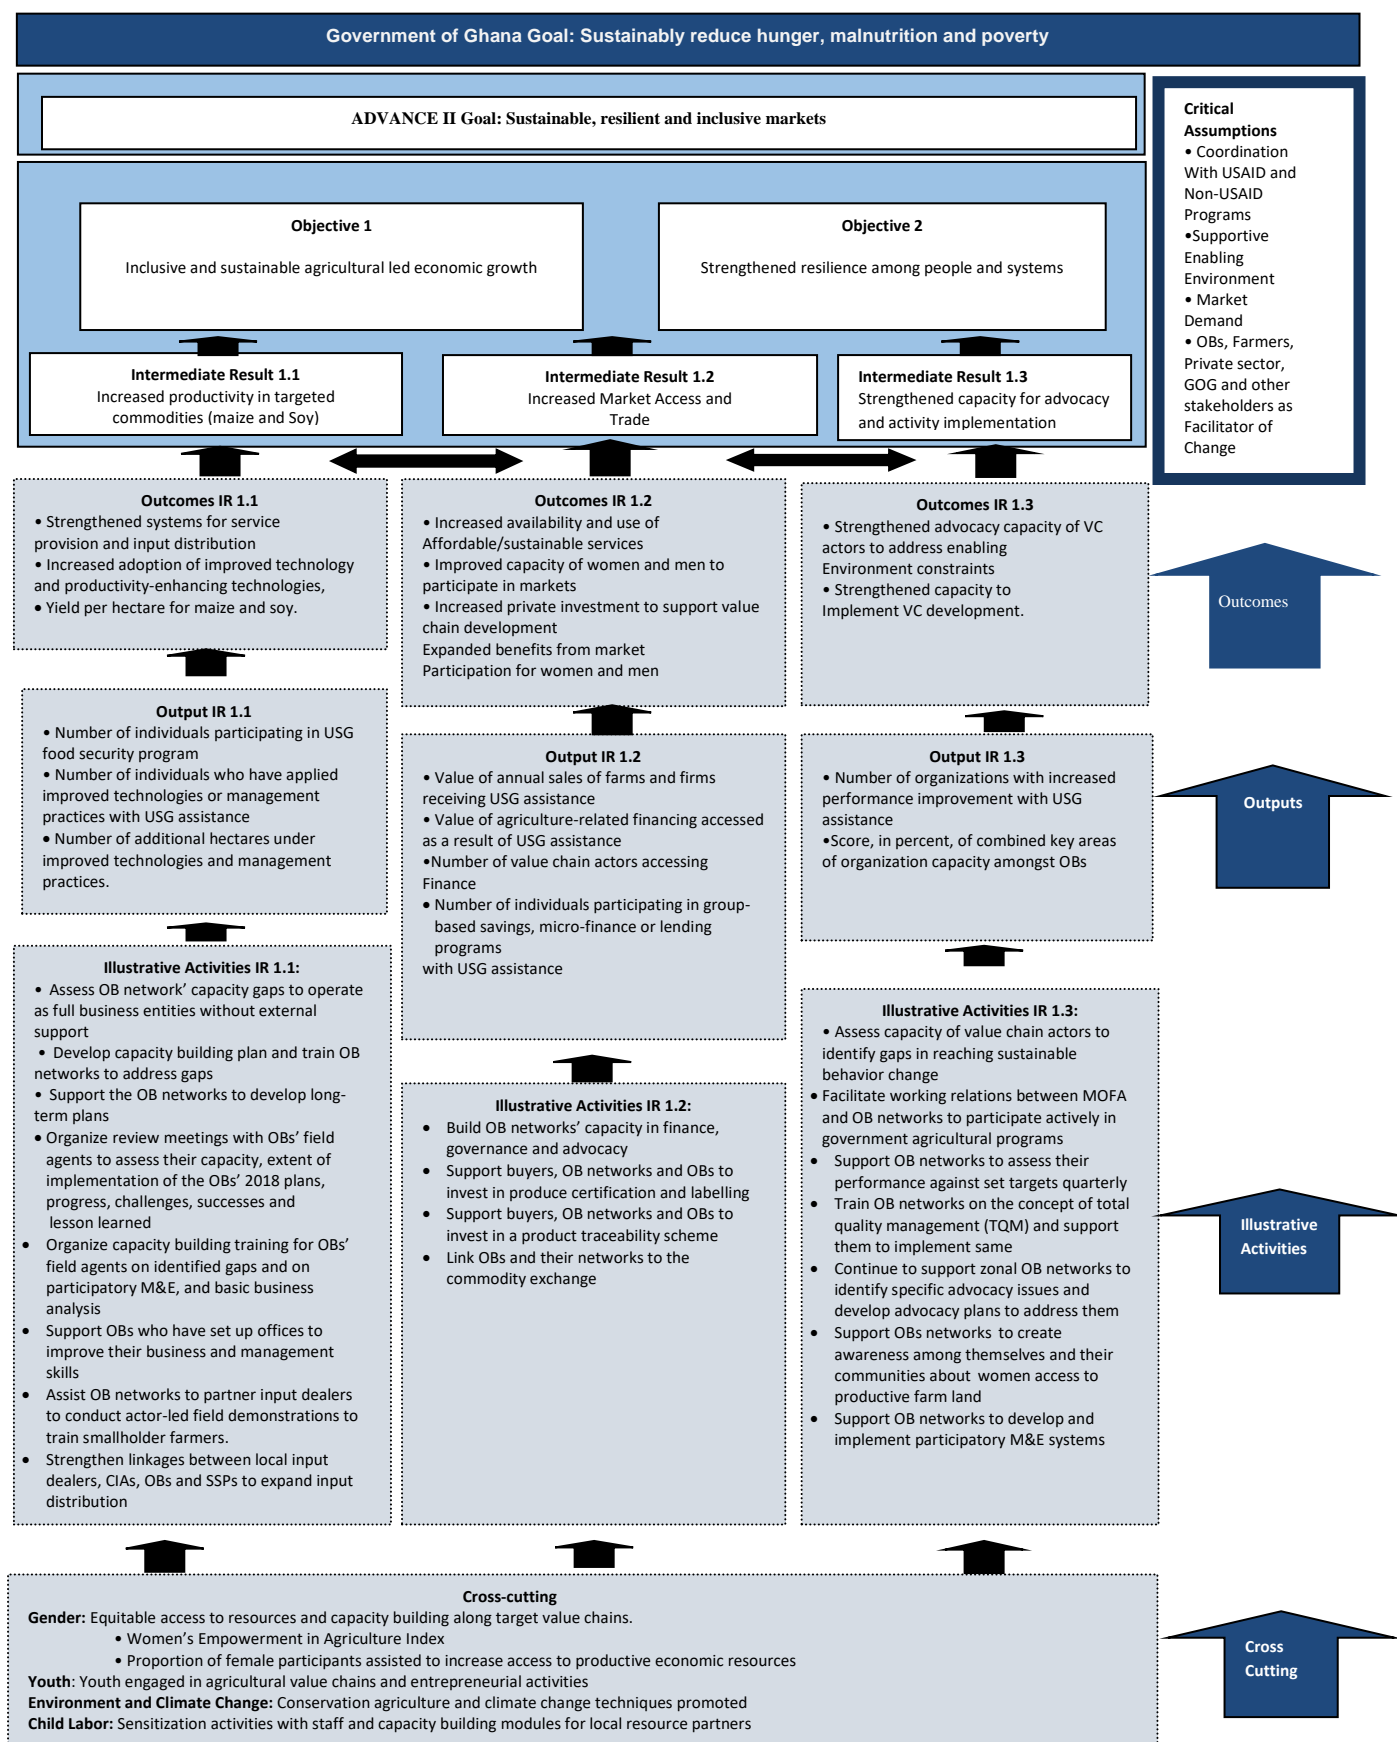 Government of Ghana Goal: Sustainably reduce hunger, malnutrition and poverty
ADVANCE II Goal: Sustainable, resilient and inclusive markets
Critical
Assumptions
• Coordination
With USAID and
Non-USAID
Programs
•Supportive
Enabling
Environment
• Market
Demand
• OBs, Farmers,
Private sector,
GOG and other
stakeholders as
Facilitator of
Change
Objective 1
Inclusive and sustainable agricultural led economic growth
Objective 2
Strengthened resilience among people and systems
Intermediate Result 1.1
Increased productivity in targeted
commodities (maize and Soy)
Intermediate Result 1.2
Increased Market Access and
Trade
Intermediate Result 1.3
Strengthened capacity for advocacy
and activity implementation
Outcomes IR 1.1
• Strengthened systems for service
provision and input distribution
• Increased adoption of improved technology
and productivity-enhancing technologies,
• Yield per hectare for maize and soy.
Outcomes IR 1.2
• Increased availability and use of
Affordable/sustainable services
• Improved capacity of women and men to
participate in markets
• Increased private investment to support value
chain development
Expanded benefits from market
Participation for women and men
Outcomes IR 1.3
• Strengthened advocacy capacity of VC
actors to address enabling
Environment constraints
• Strengthened capacity to
Implement VC development.
Outcomes
Output IR 1.1
• Number of individuals participating in USG
food security program
• Number of individuals who have applied
improved technologies or management
practices with USG assistance
• Number of additional hectares under
improved technologies and management
practices.
Output IR 1.2
• Value of annual sales of farms and firms
receiving USG assistance
• Value of agriculture-related financing accessed
as a result of USG assistance
•Number of value chain actors accessing
Finance
• Number of individuals participating in group-
based savings, micro-finance or lending
programs
with USG assistance
Output IR 1.3
• Number of organizations with increased
performance improvement with USG
assistance
•Score, in percent, of combined key areas
of organization capacity amongst OBs
Outputs
Illustrative Activities IR 1.1:
• Assess OB network’ capacity gaps to operate
as full business entities without external
support
• Develop capacity building plan and train OB
networks to address gaps
• Support the OB networks to develop long-
term plans
• Organize review meetings with OBs’ field
agents to assess their capacity, extent of
implementation of the OBs’ 2018 plans,
progress, challenges, successes and
lesson learned
• Organize capacity building training for OBs’
field agents on identified gaps and on
participatory M&E, and basic business
analysis
• Support OBs who have set up offices to
improve their business and management
skills
• Assist OB networks to partner input dealers
to conduct actor-led field demonstrations to
train smallholder farmers.
• Strengthen linkages between local input
dealers, CIAs, OBs and SSPs to expand input
distribution
Illustrative Activities IR 1.2:
• Build OB networks’ capacity in finance,
governance and advocacy
• Support buyers, OB networks and OBs to
invest in produce certification and labelling
• Support buyers, OB networks and OBs to
invest in a product traceability scheme
• Link OBs and their networks to the
commodity exchange
Illustrative Activities IR 1.3:
• Assess capacity of value chain actors to
identify gaps in reaching sustainable
behavior change
• Facilitate working relations between MOFA
and OB networks to participate actively in
government agricultural programs
• Support OB networks to assess their
performance against set targets quarterly
• Train OB networks on the concept of total
quality management (TQM) and support
them to implement same
• Continue to support zonal OB networks to
identify specific advocacy issues and
develop advocacy plans to address them
• Support OBs networks to create
awareness among themselves and their
communities about women access to
productive farm land
• Support OB networks to develop and
implement participatory M&E systems
Illustrative
Activities
Cross-cutting
Gender: Equitable access to resources and capacity building along target value chains.
• Women’s Empowerment in Agriculture Index
• Proportion of female participants assisted to increase access to productive economic resources
Youth: Youth engaged in agricultural value chains and entrepreneurial activities
Environment and Climate Change: Conservation agriculture and climate change techniques promoted
Child Labor: Sensitization activities with staff and capacity building modules for local resource partners
Cross
Cutting